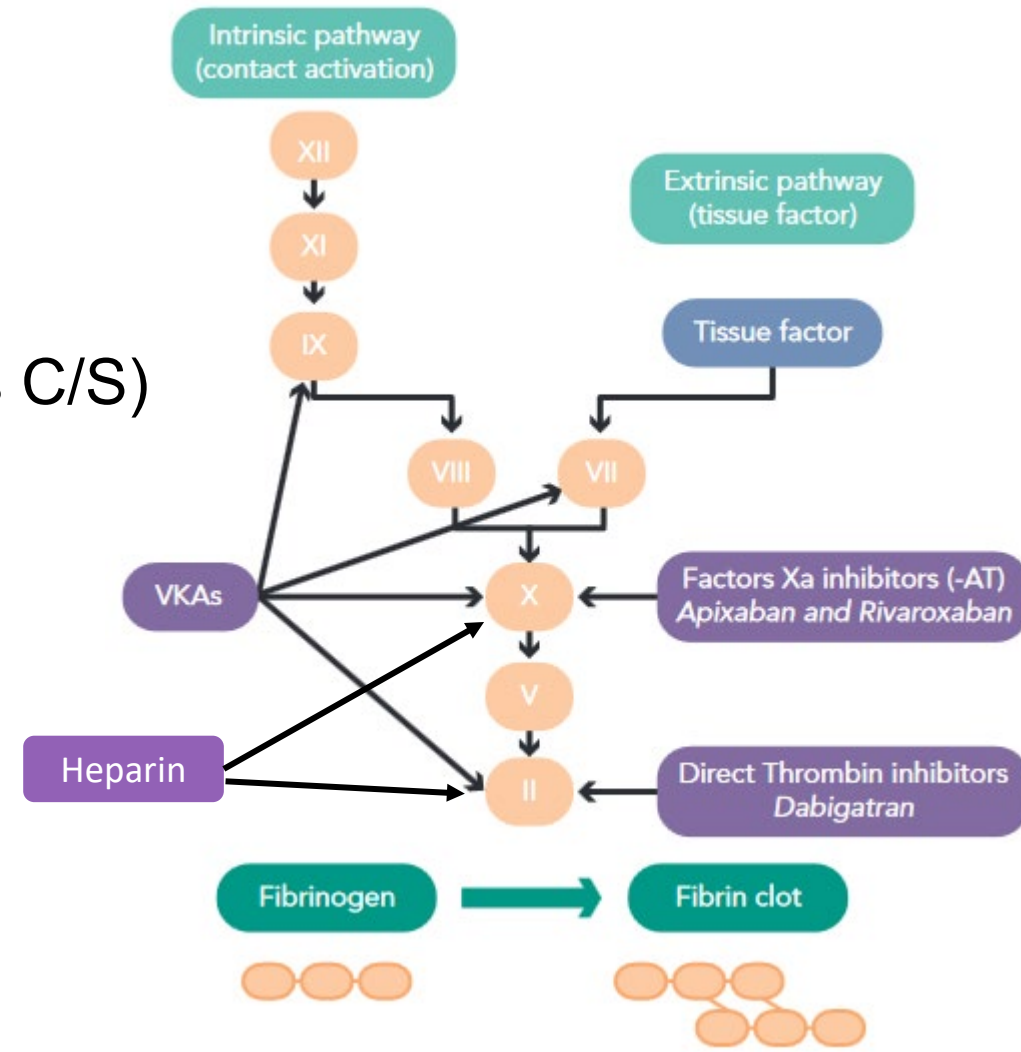 Intrinsic pathway
(contact activation)
XII
Extrinsic pathway
(tissue factor)
XI
Tissue factor
IX
C/S)
VIII
VII
VKAs
X
Factors Xa inhibitors (-AT)
Apixaban and Rivaroxaban
V
Heparin
II
Direct Thrombin inhibitors
Dabigatran
Fibrinogen
Fibrin clot